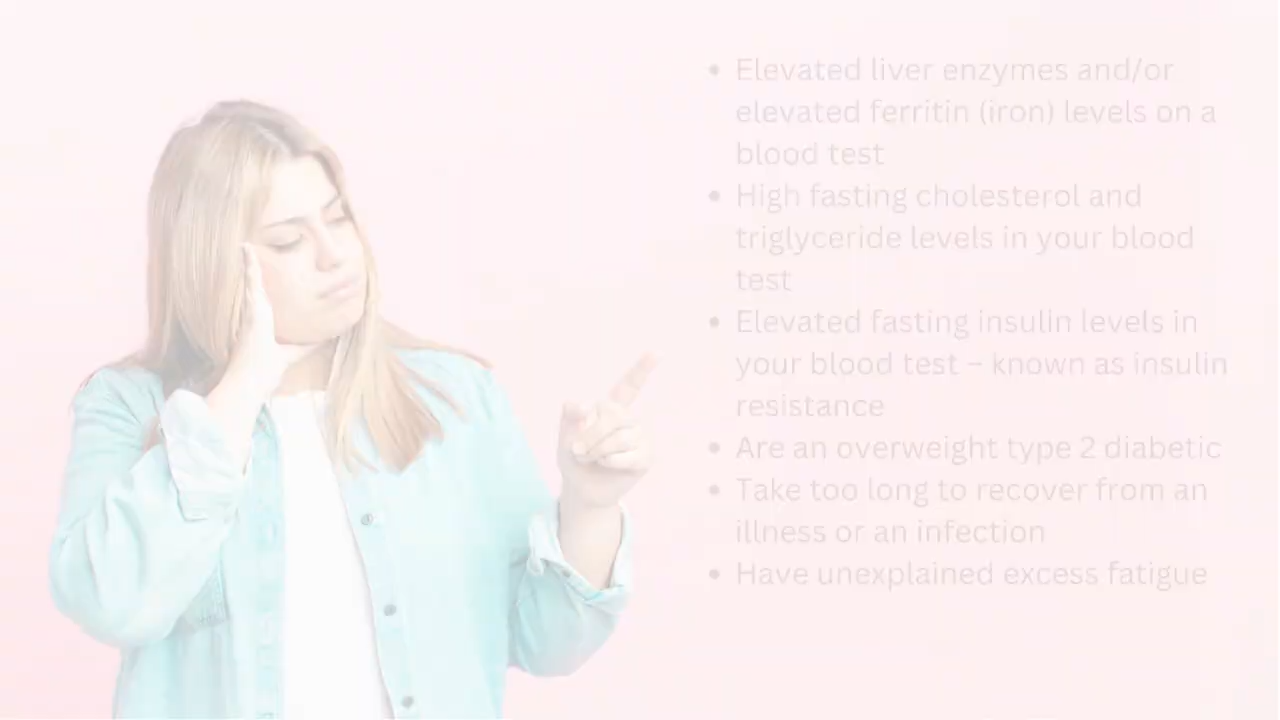 • Elevated liver enzymes and/or
elevated ferritin (iron) levels on a
blood test
• High fasting cholesterol and
triglyceride levels in your blood
test
• Elevated fasting insulin levels in
your blood test – known as insulin
resistance
• Are an overweight type 2 diabetic
• Take too long to recover from an
illness or an infection
• Have unexplained excess fatigue